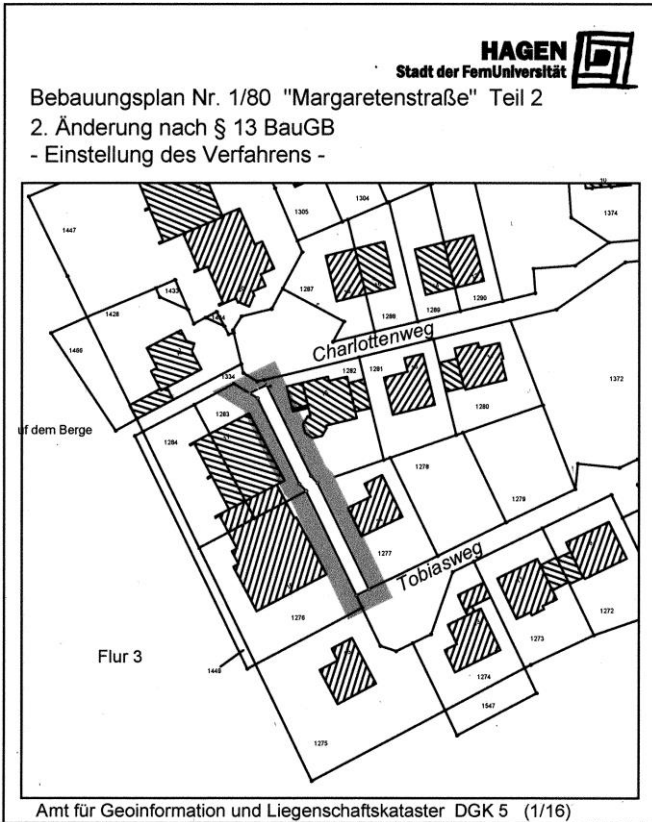 HAGEN
Stadt der FernUniversität
Bebauungsplan Nr. 1/80 "Margaretenstraße" Teil 2
2. Änderung nach § 13 BauGB
- Einstellung des Verfahrens -
1447
1305
1304
1374
1433
1287
1428
1288
1289
1290
1486
Charlottenweg
1334
1282
1281
1372
1283
1280
uf dem Berge
1284
1278
1279
1277
Tobiasweg
1276
1272
Flur 3
1449
1273
1274
1547
1275
Amt für Geoinformation und Liegenschaftskataster DGK 5 (1/16)